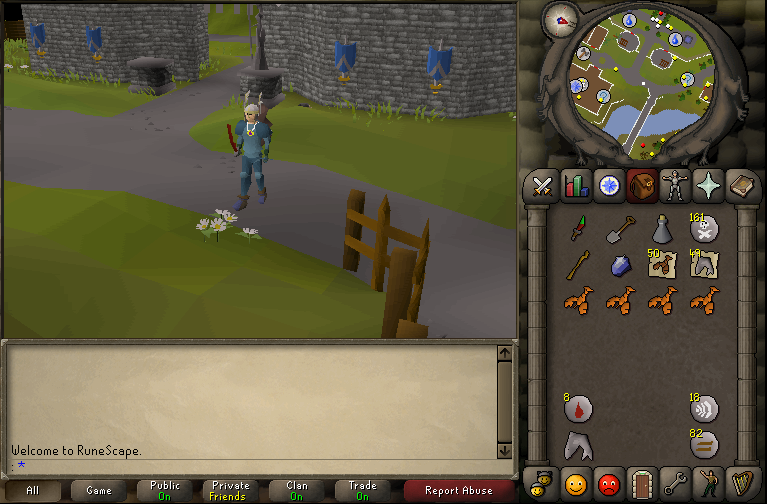 161
50
49
8
18
82
Welcome to RuneScape.
: *
All
Game
Public
On
Private
Friends
Clan
On
Trade
On
Report Abuse